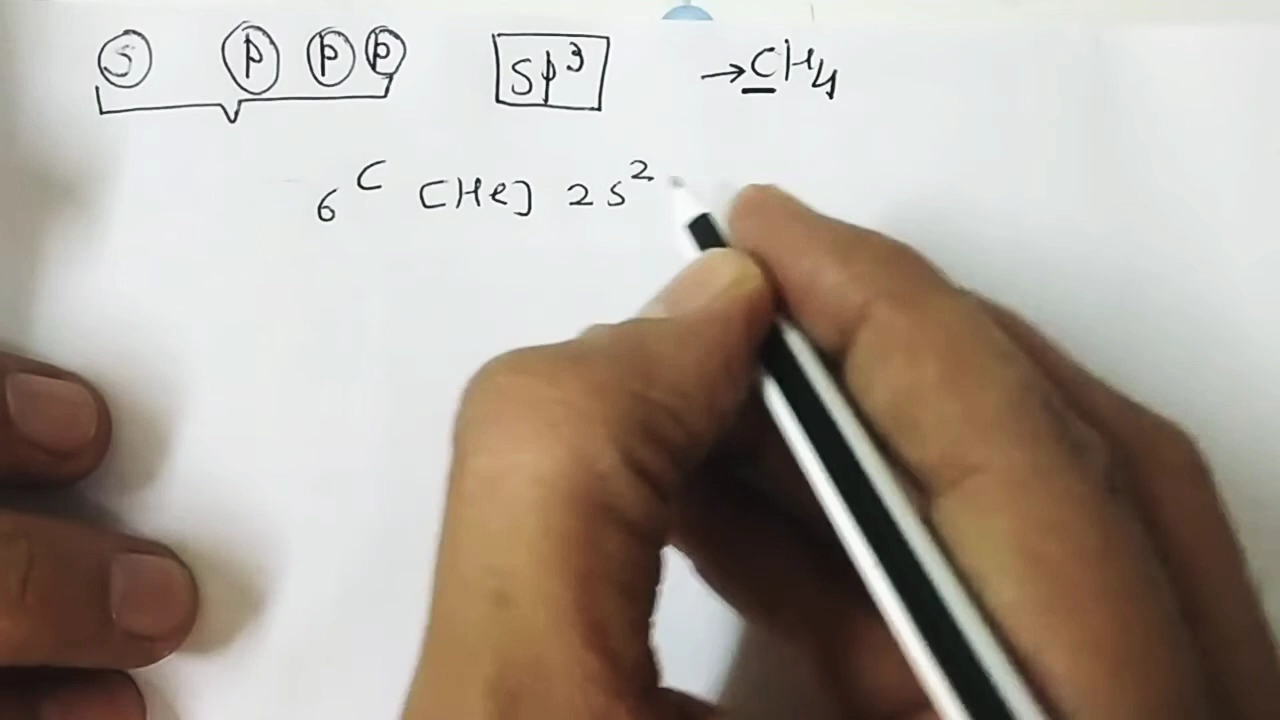 S p p p sp³ →CH₄
₆C [He] 2s²